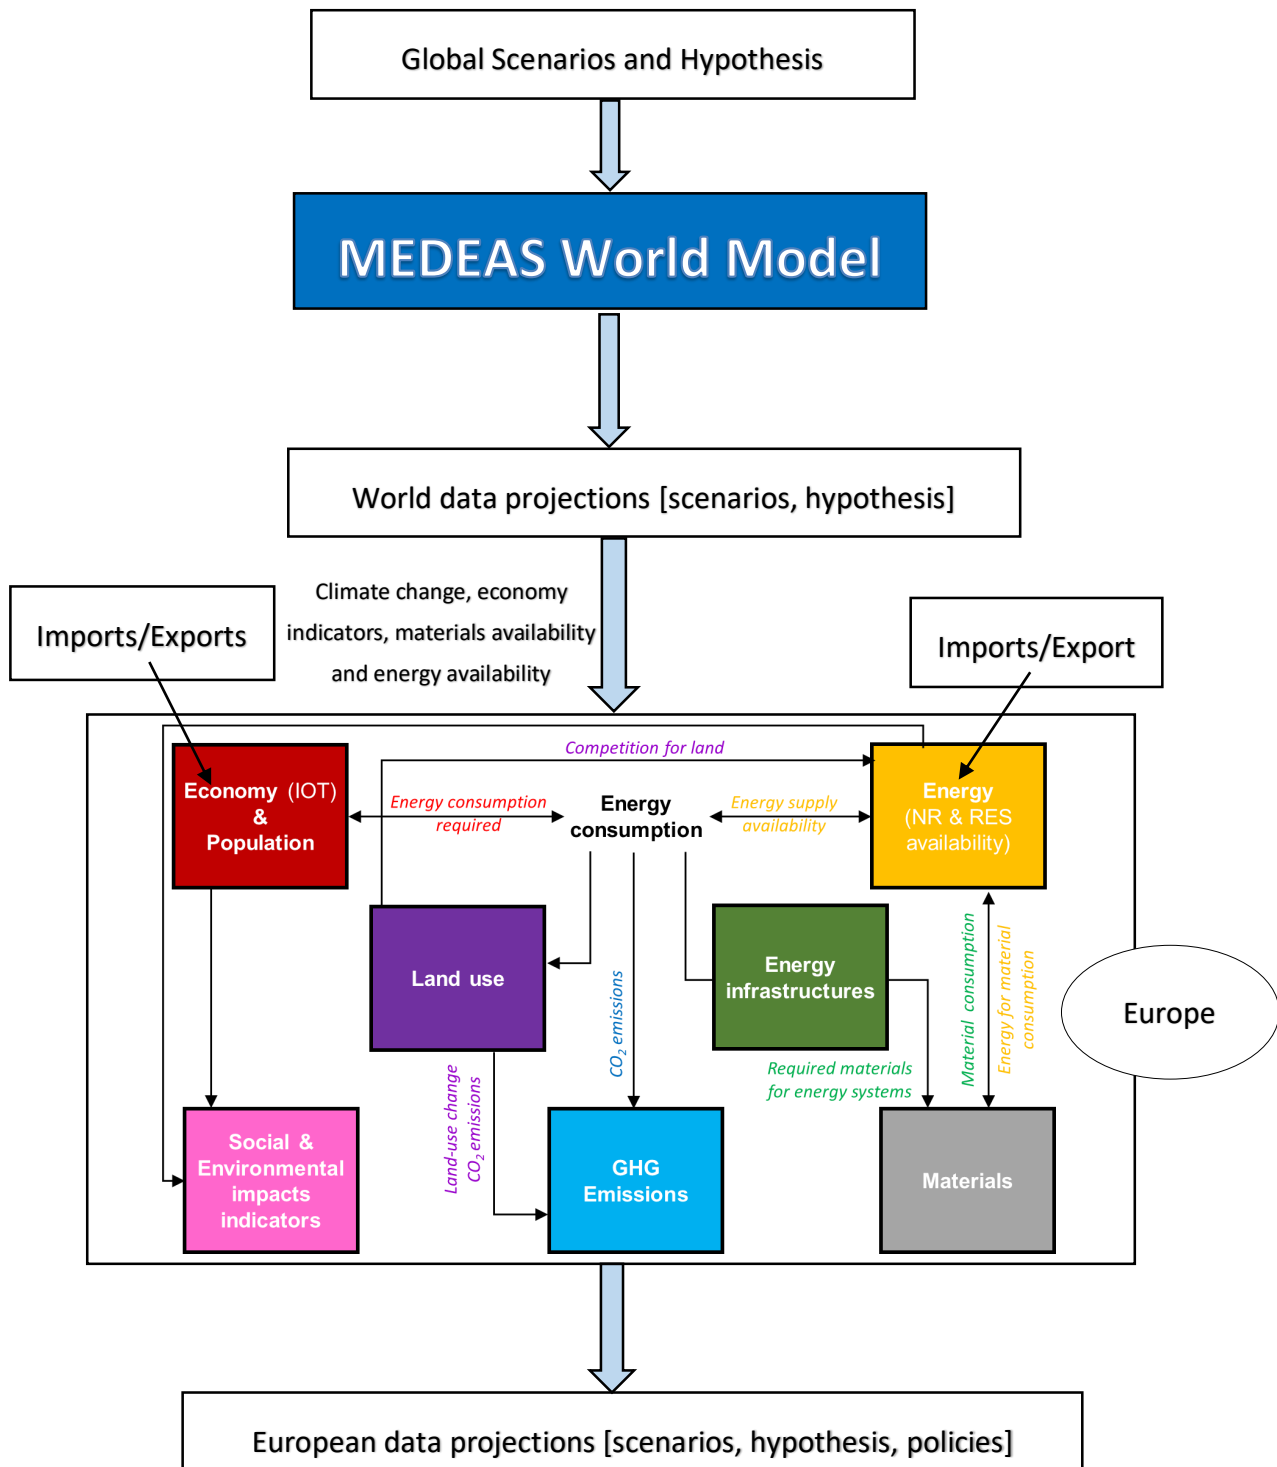 Global Scenarios and Hypothesis
MEDEAS World Model
World data projections [scenarios, hypothesis]
Climate change, economy
indicators, materials availability
and energy availability
Imports/Exports
Imports/Export
Competition for land
Economy (IOT)
&
Population
Energy consumption
required
Energy
consumption
Energy supply
availability
Energy
(NR & RES
availability)
Land use
Energy
infrastructures
CO2 emissions
Material consumption
Energy for material
consumption
Europe
Required materials
for energy systems
Land-use change
CO2 emissions
Social &
Environmental
impacts
indicators
GHG
Emissions
Materials
European data projections [scenarios, hypothesis, policies]